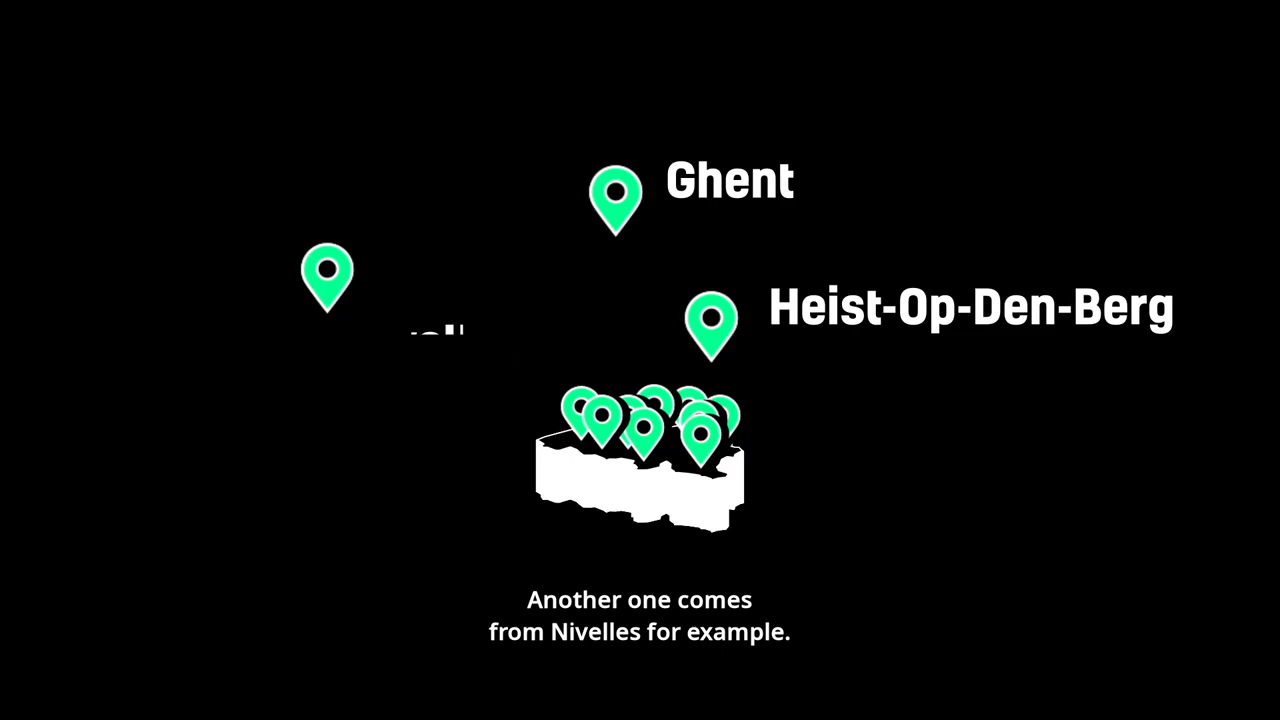 Ghent
Heist-Op-Den-Berg
Another one comes
from Nivelles for example.